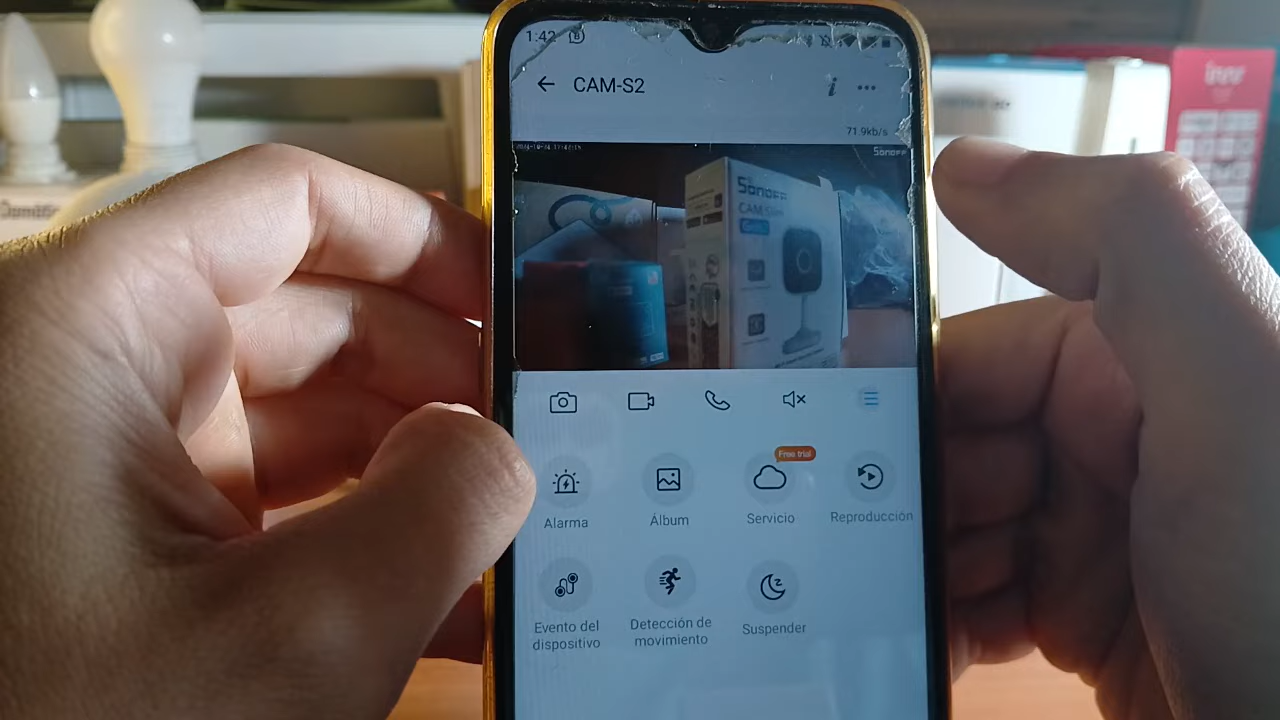 1:42
CAM-S2
i
71.9kb/s
SONOFF
SONOFF
CAM Slim
Free trial
Alarma
Álbum
Servicio
Reproducción
Evento del
dispositivo
Detección de
movimiento
Suspender